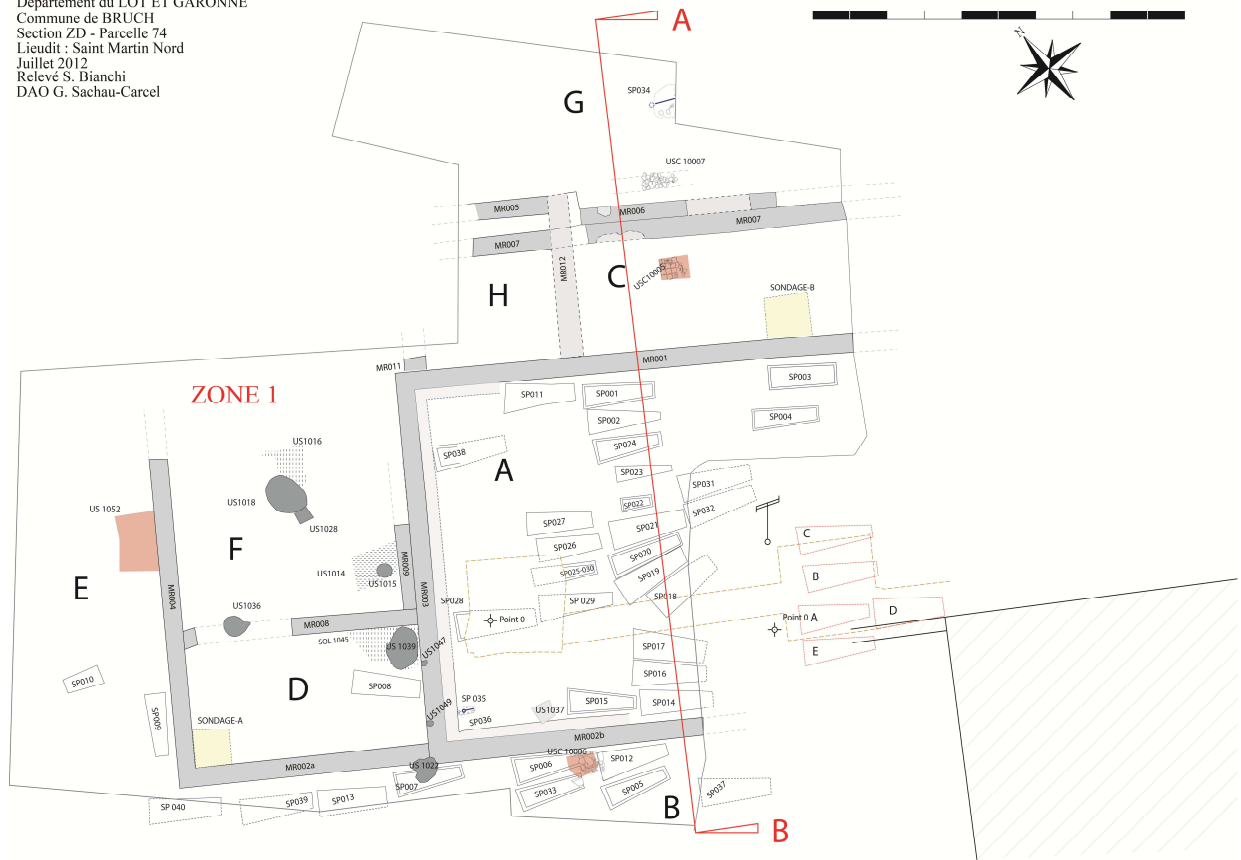 Département du LOT ET GARONNE
Commune de BRUCH
Section ZD - Parcelle 74
Lieudit : Saint Martin Nord
Juillet 2012
Relevé S. Bianchi
DAO G. Sachau-Carcel
A
N
G
SP034
USC 10007
MR005
MR006
MR007
MR007
MR012
C
USC10005
H
SONDAGE-B
MR001
MR011
ZONE 1
SP003
SP011
SP001
SP004
SP002
SP024
SP038
A
US1016
SP023
SP031
US1018
SP022
SP032
US 1052
SP027
SP021
US1028
C
F
SP026
SP020
MR009
US1014
US1015
SP025-030
SP019
B
E
MR004
MR003
SP028
SP 029
SP018
US1036
D
MR008
Point 0
Point 0
A
SOL 1045
US 1039
US1047
SP017
E
SP010
D
SP008
SP016
SP009
SP 035
US1037
SP015
SP014
US1049
SONDAGE-A
SP036
MR002b
USC 10006
MR002a
US 1022
SP006
SP012
SP007
SP033
SP005
SP037
SP 040
SP039
SP013
B
B